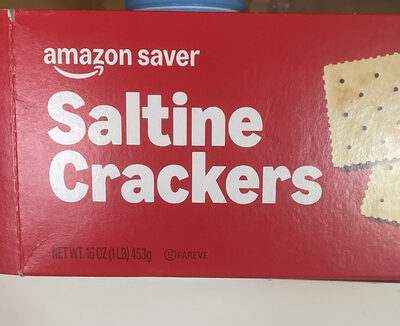 amazon saver
Saltine
Crackers
NET WT. 16 OZ (1 LB) 453g U PAREVE